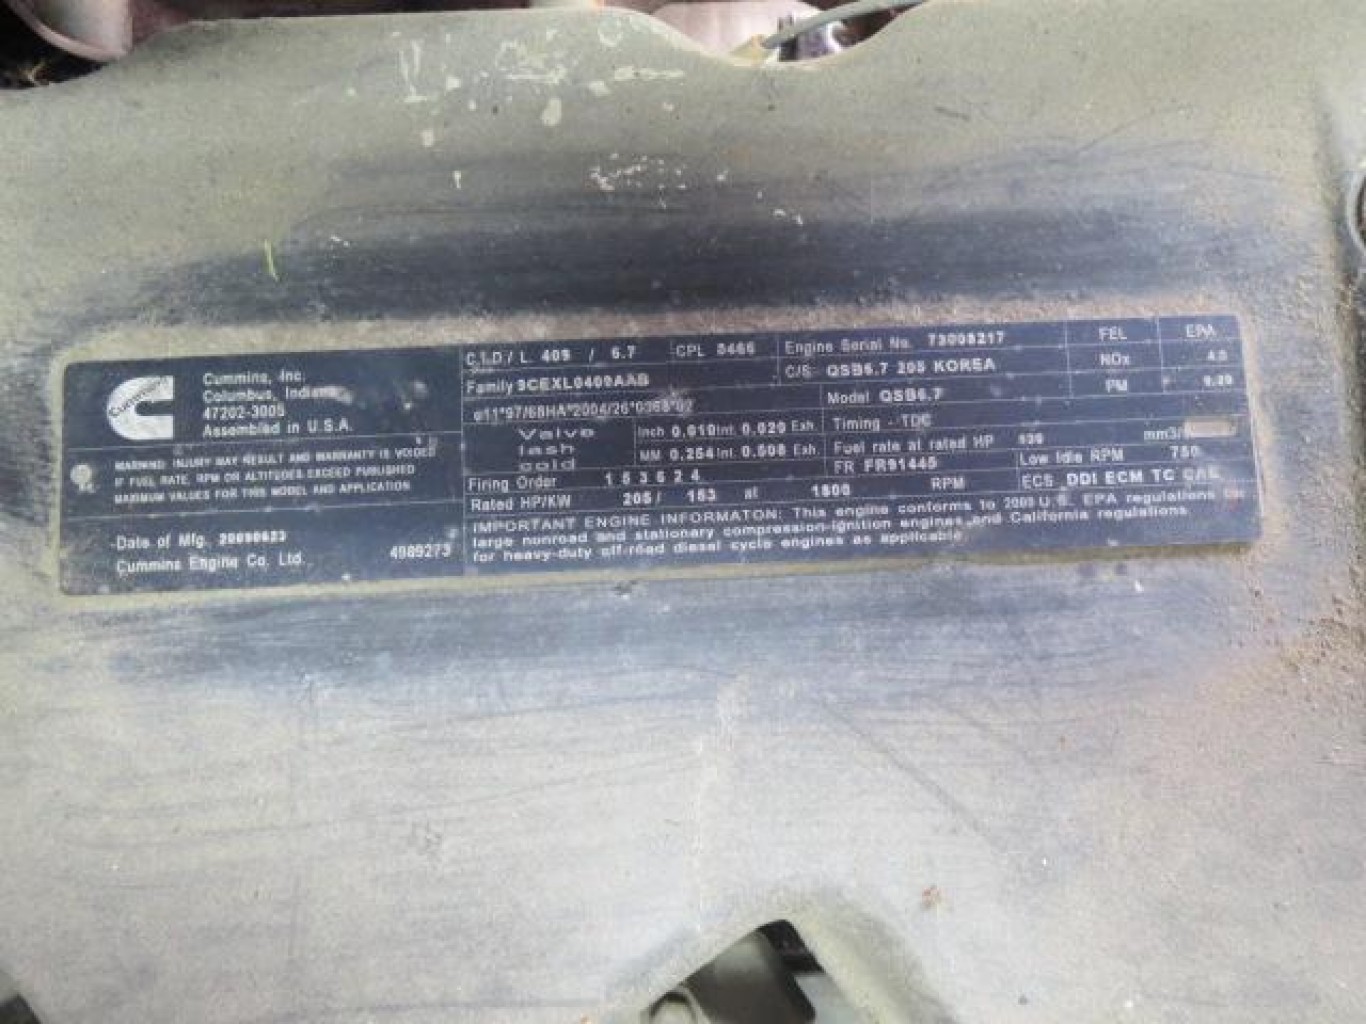 Cummins
Cummins, Inc.
Columbus, Indiana
47202-3005
Assembled in U.S.A.
WARNING: INJURY MAY RESULT AND WARRANTY IS VOIDED
IF FUEL RATE, RPM OR ALTITUDES EXCEED PUBLISHED
MAXIMUM VALUES FOR THIS MODEL AND APPLICATION.
Date of Mfg. 20090623
Cummins Engine Co. Ltd. 4989273
C.I.D / L 409 / 6.7 CPL
Family 9CEXL0409AAB
Valve lash cold
Inch 0.010 Int. 0.020 Exh
MM 0.254 Int. 0.508 Exh
Firing Order 1 5 3 6 2 4
Rated HP/KW 205 / 153 at 1800 RPM
Engine Serial No. 73008217
C/S QSB6.7 205 KOREA
Model QSB6.7
Timing - TDC
Fuel rate at rated HP
FR FR91445
Low Idle RPM 750
ECS DDI ECM TC CAC
FEL EPA
NOx 4.0
PM 0.20
IMPORTANT ENGINE INFORMATON: This engine conforms to 2009 U.S. EPA regulations for
large nonroad and stationary compression-ignition engines and California regulations
for heavy-duty off-road diesel cycle engines as applicable.